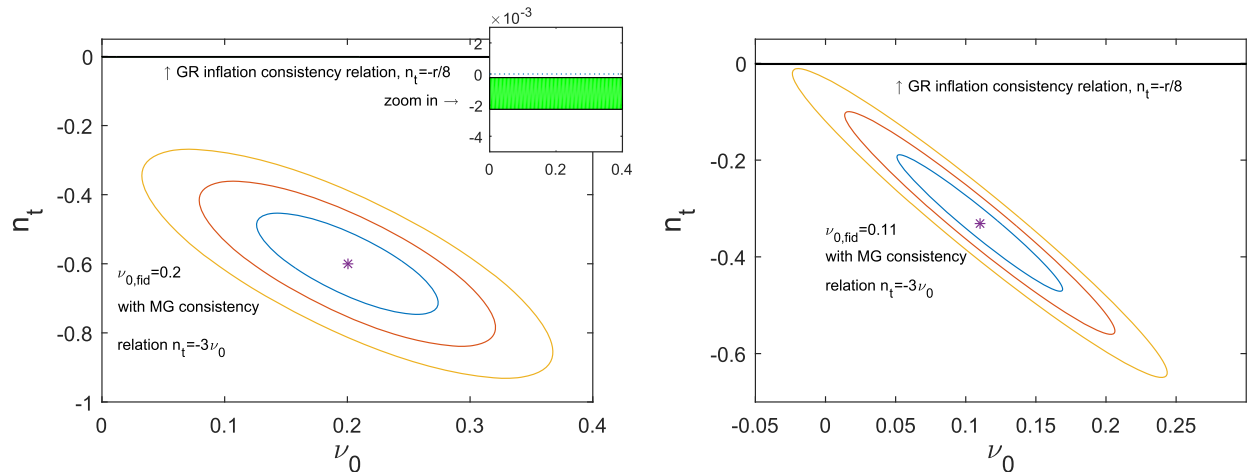 ×10⁻³
2
0
-2
-4
0
0.2
0.4
zoom in →
0
-0.2
-0.4
-0.6
-0.8
-1
n_t
↑ GR inflation consistency relation, n_t=-r/8
ν_0,fid=0.2
with MG consistency
relation n_t=-3ν_0
0
0.1
0.2
0.3
0.4
ν_0
0
-0.2
-0.4
-0.6
n_t
↑ GR inflation consistency relation, n_t=-r/8
ν_0,fid=0.11
with MG consistency
relation n_t=-3ν_0
-0.05
0
0.05
0.1
0.15
0.2
0.25
ν_0